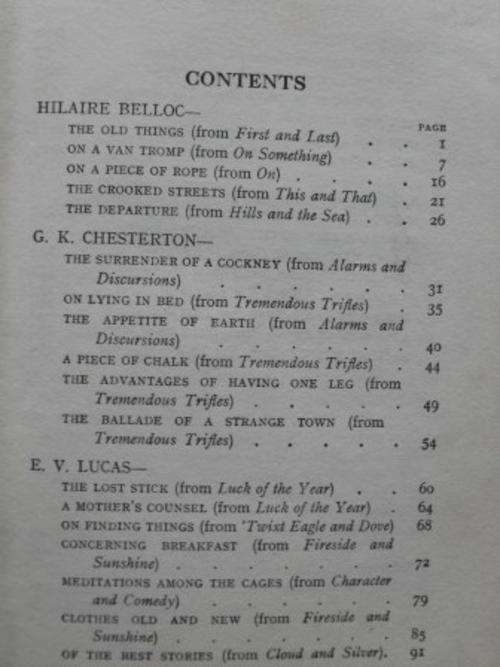 CONTENTS
HILAIRE BELLOC—
PAGE
THE OLD THINGS (from First and Last) . . 1
ON A VAN TROMP (from On Something) . . 7
ON A PIECE OF ROPE (from On) . . . . 16
THE CROOKED STREETS (from This and That) . 21
THE DEPARTURE (from Hills and the Sea) . . 26
G. K. CHESTERTON—
THE SURRENDER OF A COCKNEY (from Alarms and
Discursions) . . . . . . 31
ON LYING IN BED (from Tremendous Trifles) . 35
THE APPETITE OF EARTH (from Alarms and
Discursions) . . . . . . 40
A PIECE OF CHALK (from Tremendous Trifles) . 44
THE ADVANTAGES OF HAVING ONE LEG (from
Tremendous Trifles) . . . . . 49
THE BALLADE OF A STRANGE TOWN (from
Tremendous Trifles) . . . . . 54
E. V. LUCAS—
THE LOST STICK (from Luck of the Year) . . 60
A MOTHER'S COUNSEL (from Luck of the Year) . 64
ON FINDING THINGS (from 'Twixt Eagle and Dove) 68
CONCERNING BREAKFAST (from Fireside and
Sunshine) . . . . . . . 72
MEDITATIONS AMONG THE CAGES (from Character
and Comedy) . . . . . . 79
CLOTHES OLD AND NEW (from Fireside and
Sunshine) . . . . . . . 85
OF THE BEST STORIES (from Cloud and Silver). 91